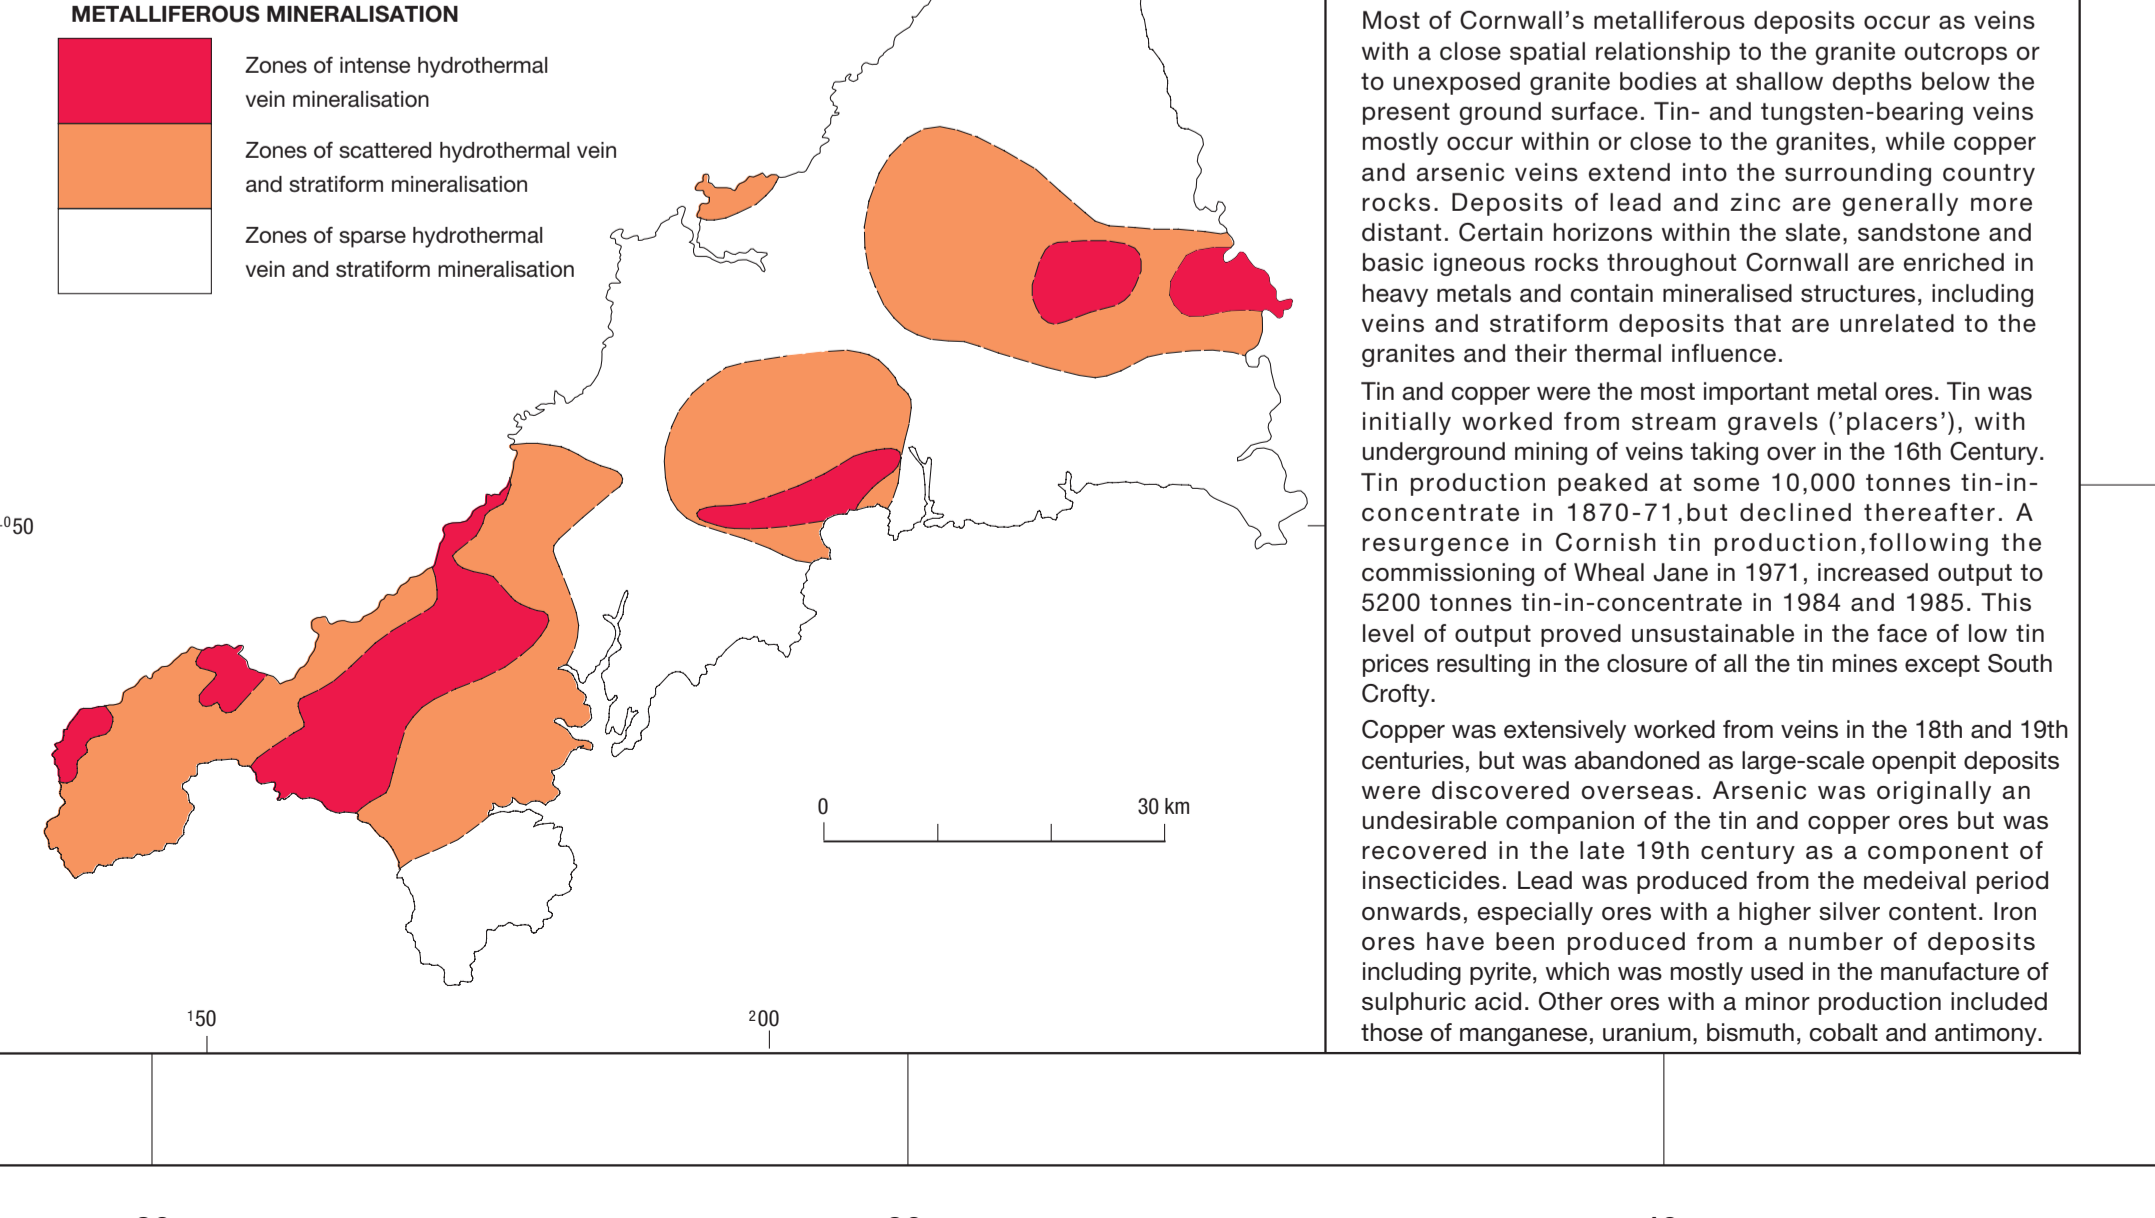 METALLIFEROUS MINERALISATION
Zones of intense hydrothermal
vein mineralisation
Zones of scattered hydrothermal vein
and stratiform mineralisation
Zones of sparse hydrothermal
vein and stratiform mineralisation
⁰50
0 30 km
¹50 ²00
Most of Cornwall’s metalliferous deposits occur as veins
with a close spatial relationship to the granite outcrops or
to unexposed granite bodies at shallow depths below the
present ground surface. Tin- and tungsten-bearing veins
mostly occur within or close to the granites, while copper
and arsenic veins extend into the surrounding country
rocks. Deposits of lead and zinc are generally more
distant. Certain horizons within the slate, sandstone and
basic igneous rocks throughout Cornwall are enriched in
heavy metals and contain mineralised structures, including
veins and stratiform deposits that are unrelated to the
granites and their thermal influence.
Tin and copper were the most important metal ores. Tin was
initially worked from stream gravels (’placers’), with
underground mining of veins taking over in the 16th Century.
Tin production peaked at some 10,000 tonnes tin-in-
concentrate in 1870-71,but declined thereafter. A
resurgence in Cornish tin production,following the
commissioning of Wheal Jane in 1971, increased output to
5200 tonnes tin-in-concentrate in 1984 and 1985. This
level of output proved unsustainable in the face of low tin
prices resulting in the closure of all the tin mines except South
Crofty.
Copper was extensively worked from veins in the 18th and 19th
centuries, but was abandoned as large-scale openpit deposits
were discovered overseas. Arsenic was originally an
undesirable companion of the tin and copper ores but was
recovered in the late 19th century as a component of
insecticides. Lead was produced from the medeival period
onwards, especially ores with a higher silver content. Iron
ores have been produced from a number of deposits
including pyrite, which was mostly used in the manufacture of
sulphuric acid. Other ores with a minor production included
those of manganese, uranium, bismuth, cobalt and antimony.